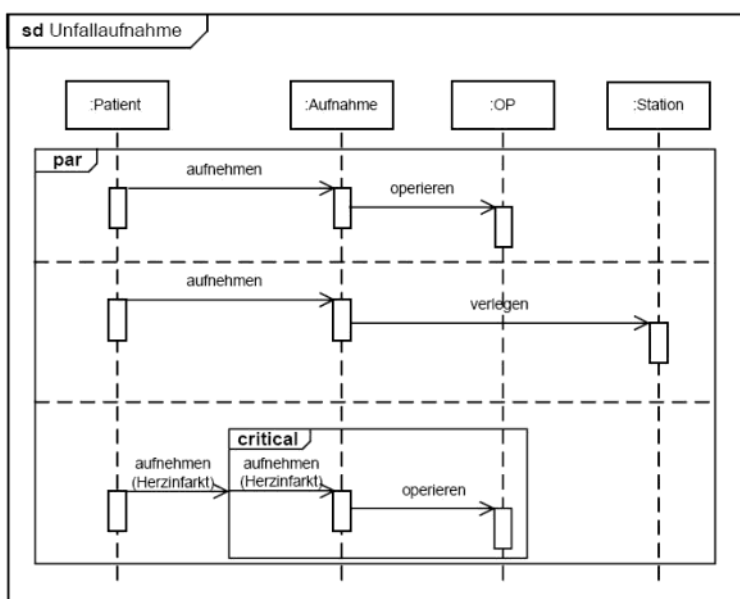 sd Unfallaufnahme
:Patient
:Aufnahme
:OP
:Station
par
aufnehmen
operieren
aufnehmen
verlegen
critical
aufnehmen
(Herzinfarkt)
aufnehmen
(Herzinfarkt)
operieren